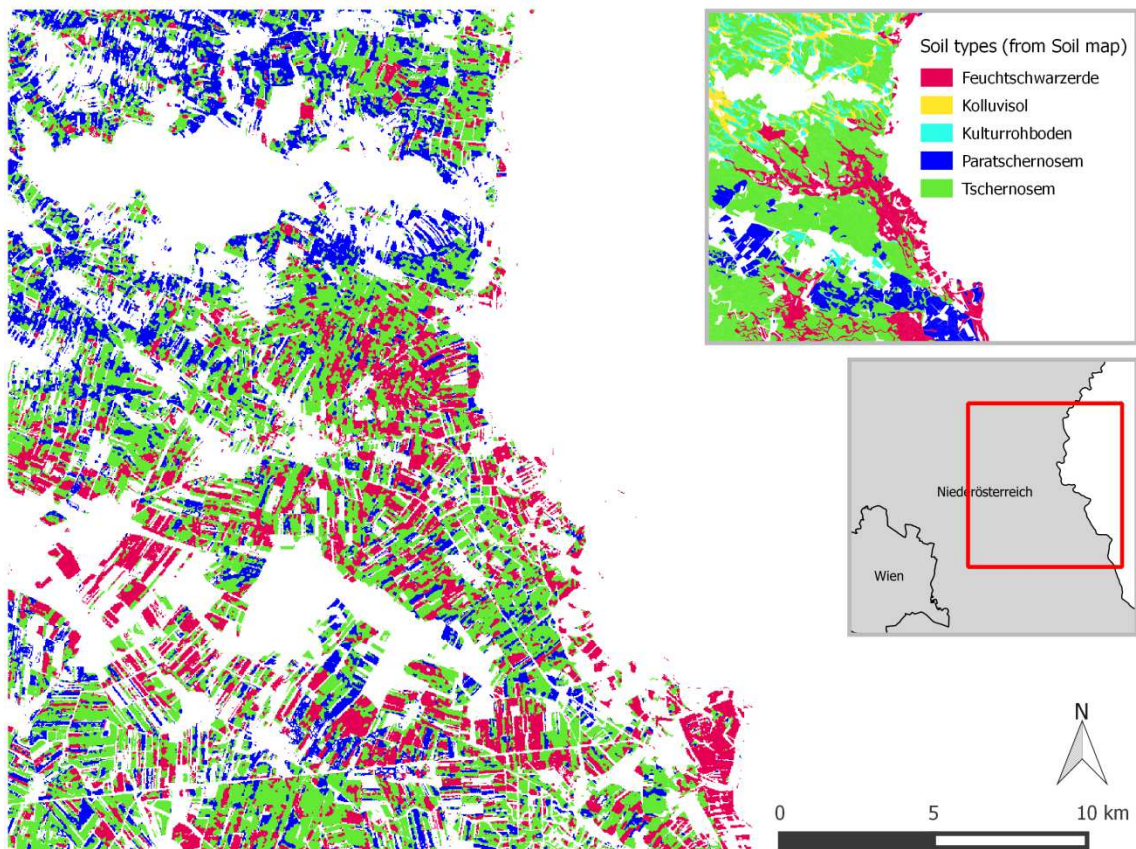 Soil types (from Soil map)
Feuchtschwarzerde
Kolluvisol
Kulturrohboden
Paratschernosem
Tschernosem
Niederösterreich
Wien
N
0 5 10 km